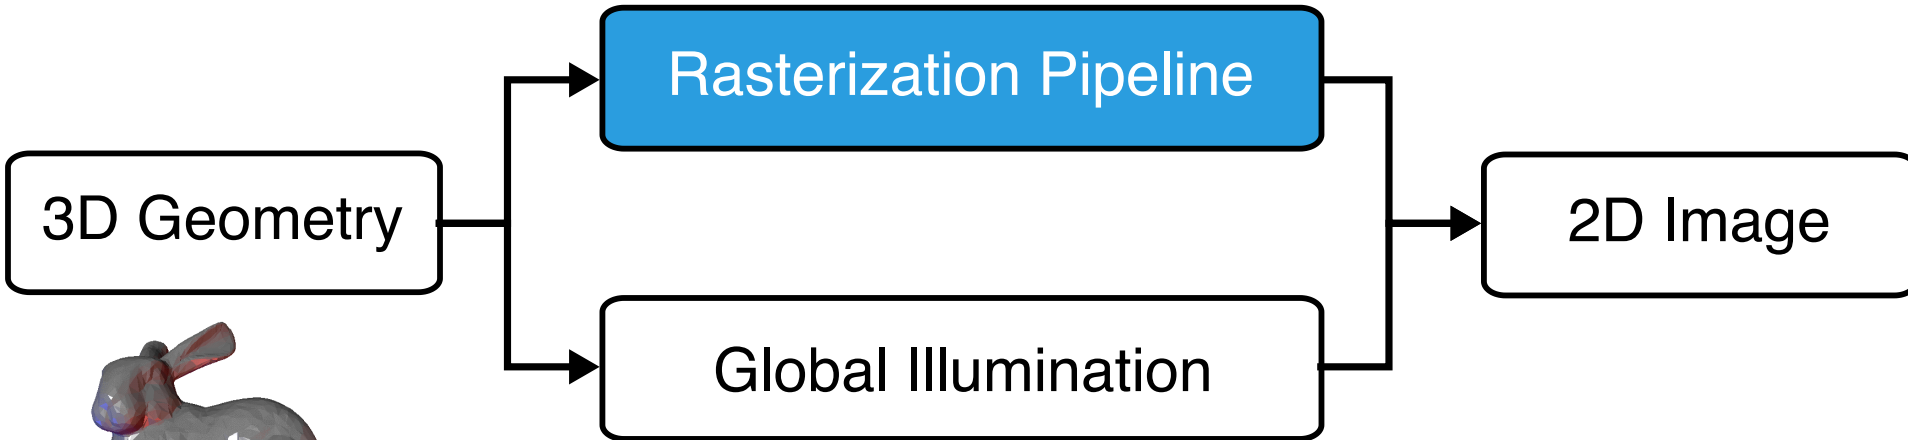 Rasterization Pipeline
3D Geometry
2D Image
Global Illumination